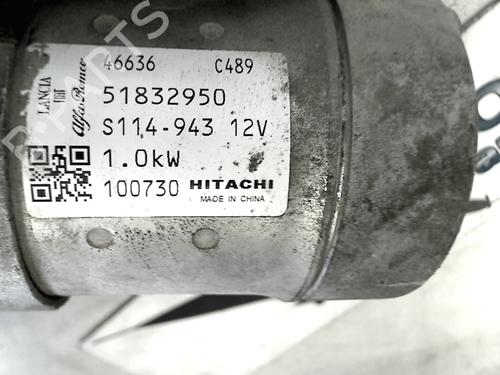 46636 C489
LANCIA
FIAT
Alfa Romeo
51832950
S114-943 12V
1.0kW
100730 HITACHI
MADE IN CHINA